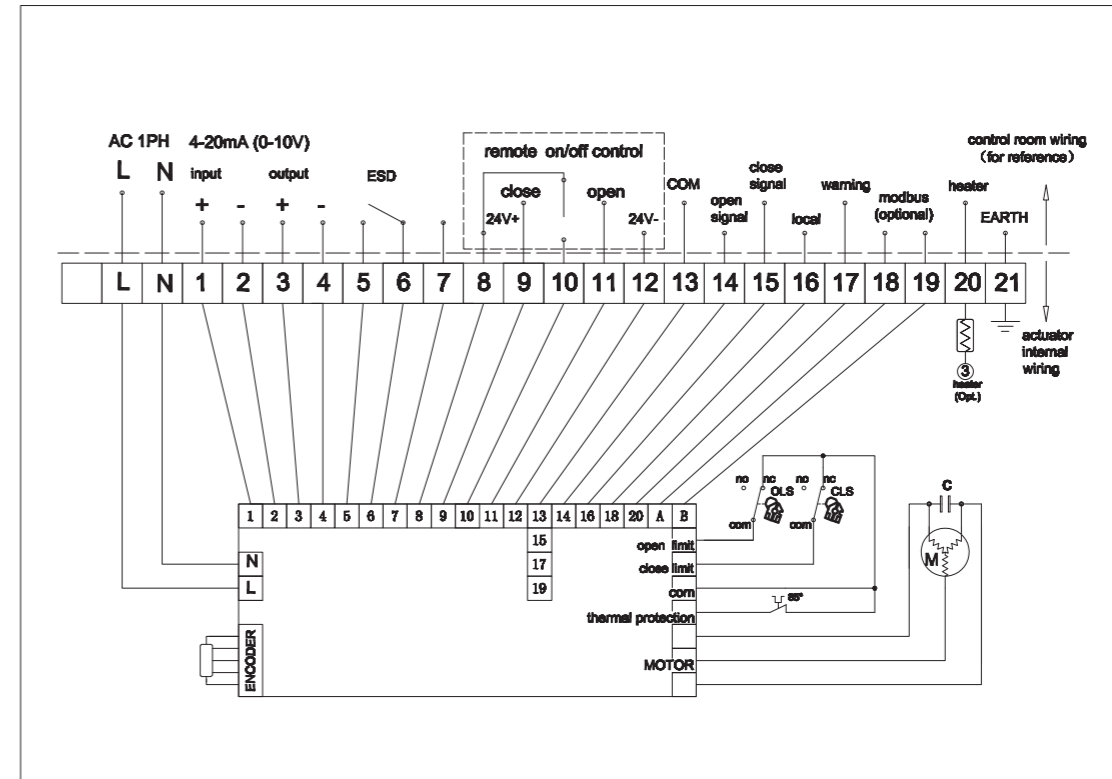 AC 1PH 4-20mA (0-10V)
L N input output ESD
+ - + -
remote on/off control
close open
24V+ 24V-
COM
open
signal
close
signal
local
warning
modbus
(optional)
heater
EARTH
control room wiring
(for reference)
L N 1 2 3 4 5 6 7 8 9 10 11 12 13 14 15 16 17 18 19 20 21
actuator
internal
wiring
3
heater
(Opt.)
no nc no nc
OLS CLS
com com
C
M
1 2 3 4 5 6 7 8 9 10 11 12 13 14 16 18 20 A B
15
17
19
N
L
ENCODER
open limit
close limit
com
thermal protection
85°
MOTOR